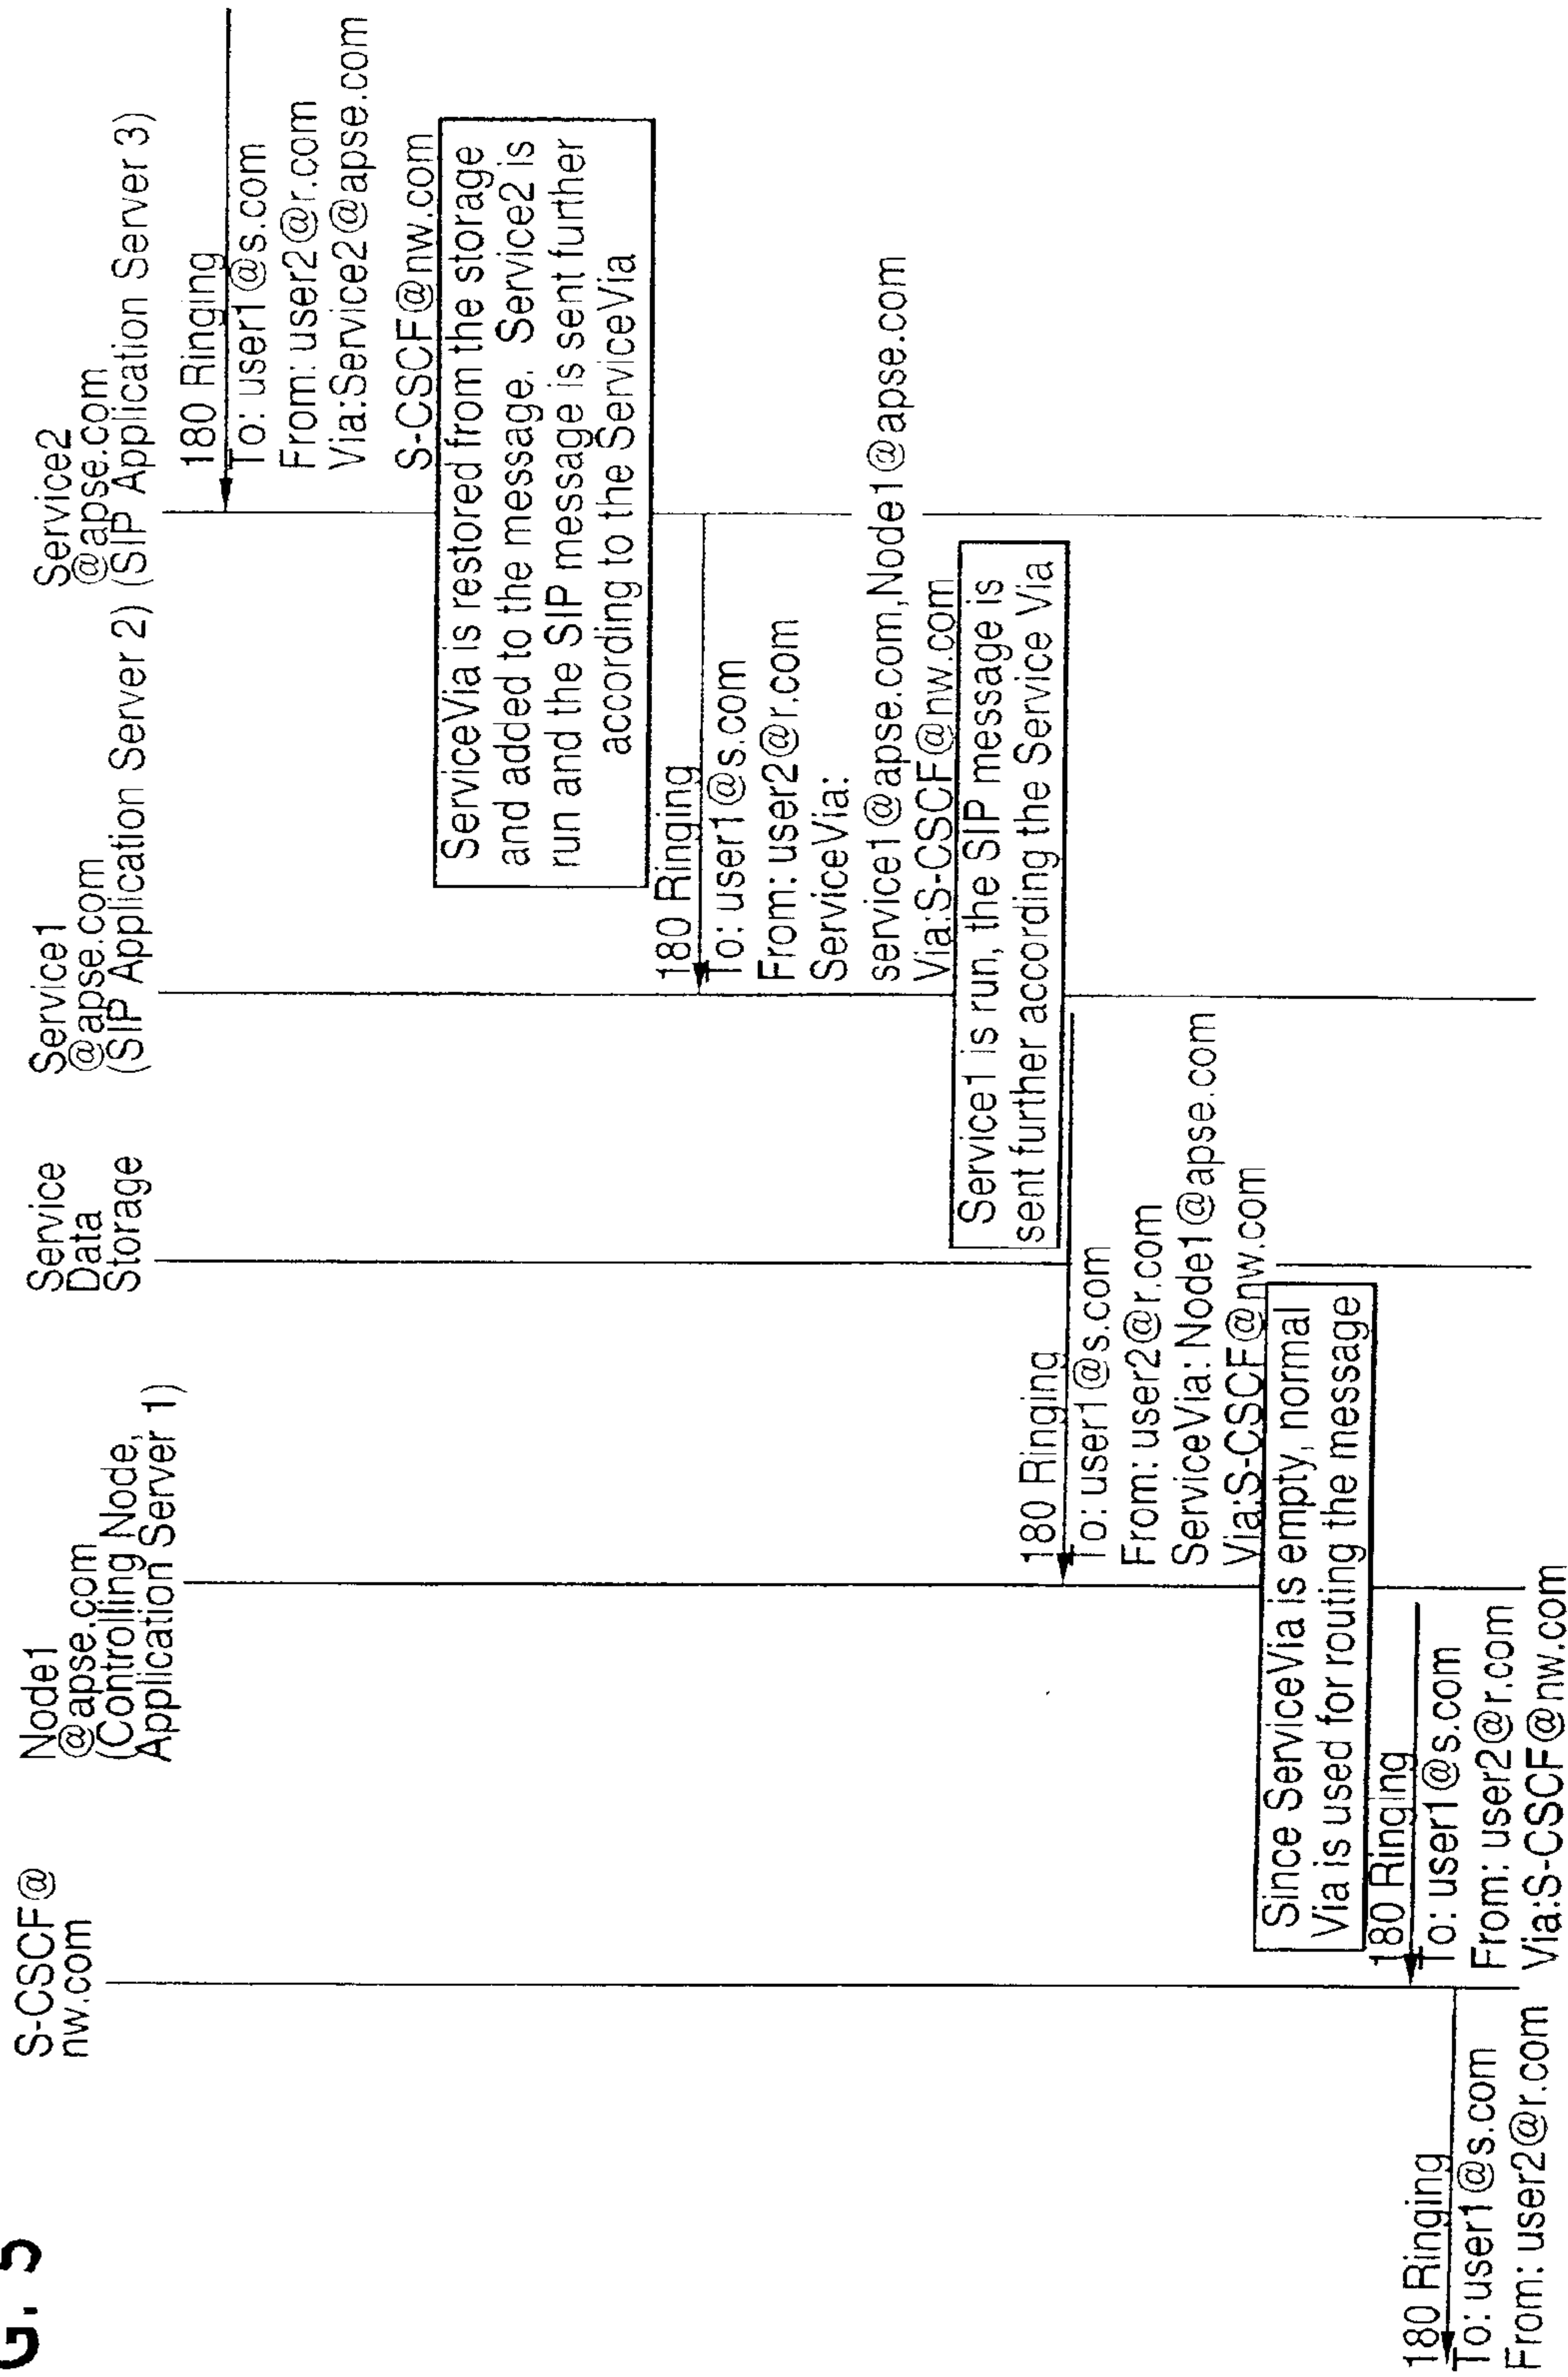 G. 5
S-CSCF@
nw.com
Node1
@apse.com
(Controlling Node,
Application Server 1)
Service
Data
Storage
Service1
@apse.com
(SIP Application Server 2)
Service2
@apse.com
(SIP Application Server 3)
180 Ringing
To: user1@s.com
From: user2@r.com
Via:Service2@apse.com
S-CSCF@nw.com
ServiceVia is restored from the storage
and added to the message. Service2 is
run and the SIP message is sent further
according to the ServiceVia
180 Ringing
To: user1@s.com
From: user2@r.com
ServiceVia:
service1@apse.com,Node1@apse.com
Via:S-CSCF@nw.com
Service1 is run, the SIP message is
sent further according the Service Via
180 Ringing
To: user1@s.com
From: user2@r.com
ServiceVia: Node1@apse.com
Via:S-CSCF@nw.com
Since ServiceVia is empty, normal
Via is used for routing the message
180 Ringing
To: user1@s.com
From: user2@r.com
Via:S-CSCF@nw.com
180 Ringing
To: user1@s.com
From: user2@r.com